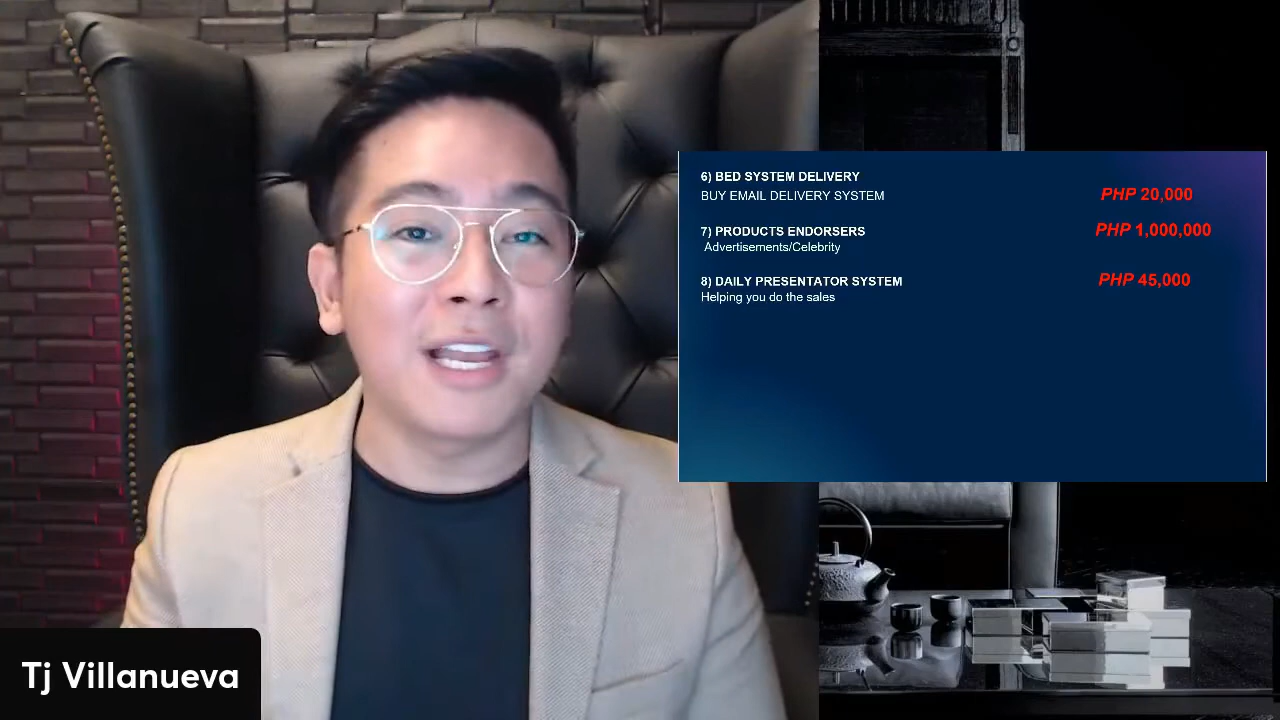 6) BED SYSTEM DELIVERY
BUY EMAIL DELIVERY SYSTEM PHP 20,000
7) PRODUCTS ENDORSERS PHP 1,000,000
Advertisements/Celebrity
8) DAILY PRESENTATOR SYSTEM PHP 45,000
Helping you do the sales
Tj Villanueva